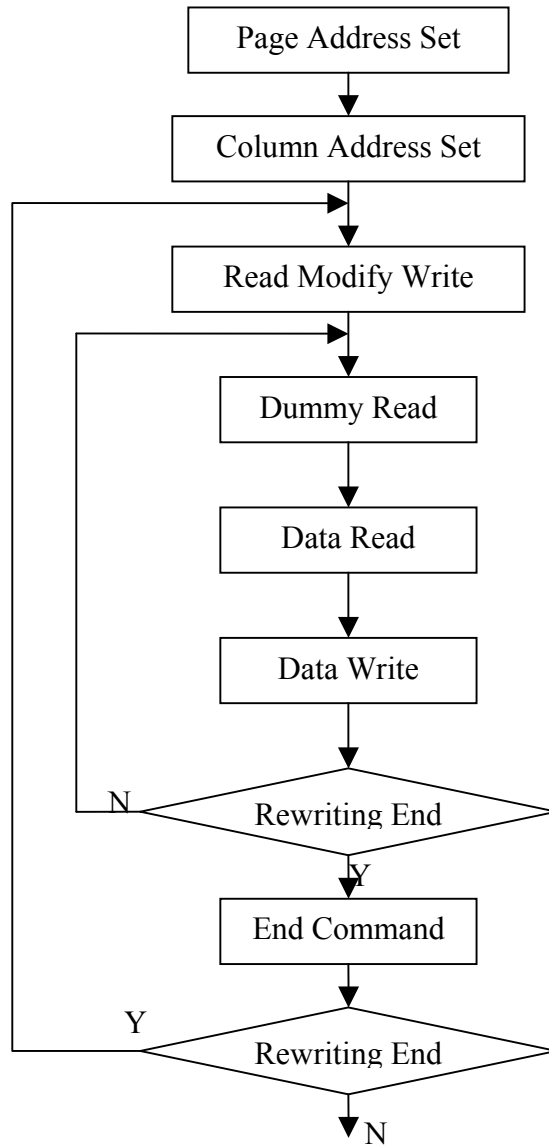 Page Address Set
Column Address Set
Read Modify Write
Dummy Read
Data Read
Data Write
N
Rewriting End
Y
End Command
Y
Rewriting End
N